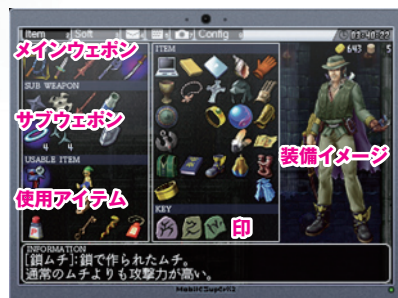 Item Soft Config 03:40:22
メインウェポン
ITEM
643 5
SUB WEAPON
サブウェポン
4 4
装備イメージ
USABLE ITEM
使用アイテム
KEY
印
INFORMATION
[鎖ムチ]:鎖で作られたムチ。
通常のムチよりも攻撃力が高い。
MobileSuperX2